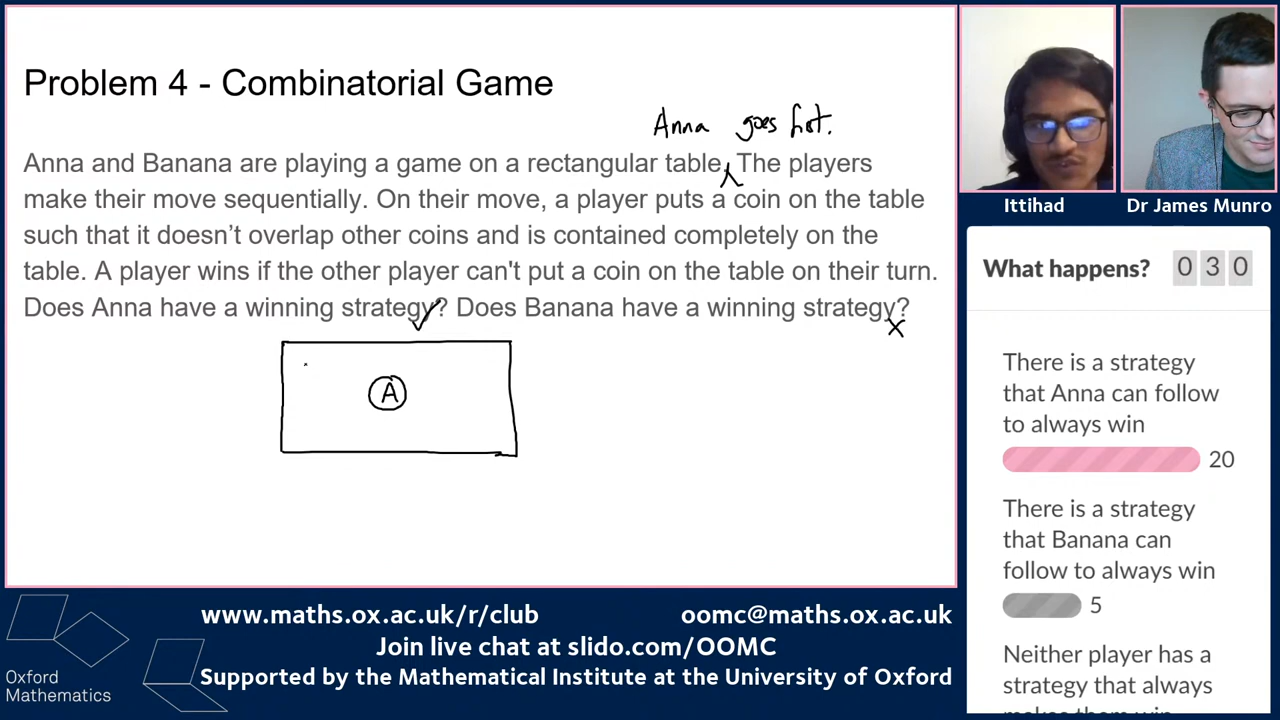 Problem 4 - Combinatorial Game
Anna goes first.
Anna and Banana are playing a game on a rectangular table. The players
make their move sequentially. On their move, a player puts a coin on the table
such that it doesn't overlap other coins and is contained completely on the
table. A player wins if the other player can't put a coin on the table on their turn.
Does Anna have a winning strategy? Does Banana have a winning strategy?
A
Ittihad
Dr James Munro
What happens?
0 3 0
There is a strategy
that Anna can follow
to always win
20
There is a strategy
that Banana can
follow to always win
5
Neither player has a
strategy that always
makes them win
www.maths.ox.ac.uk/r/club
oomc@maths.ox.ac.uk
Join live chat at slido.com/OOMC
Supported by the Mathematical Institute at the University of Oxford
Oxford
Mathematics